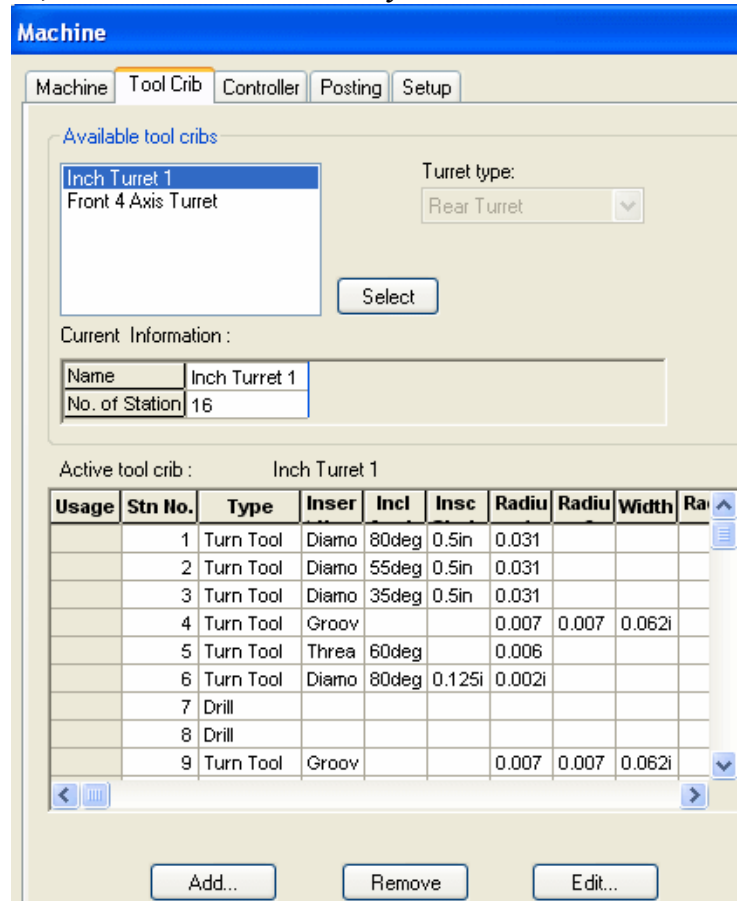 Machine
Machine Tool Crib Controller Posting Setup
Available tool cribs
Inch Turret 1
Front 4 Axis Turret
Turret type:
Rear Turret
Select
Current Information :
Name Inch Turret 1
No. of Station 16
Active tool crib : Inch Turret 1
Usage Stn No. Type Inser Incl Insc Radiu Radiu Width Ra
1 Turn Tool Diamo 80deg 0.5in 0.031
2 Turn Tool Diamo 55deg 0.5in 0.031
3 Turn Tool Diamo 35deg 0.5in 0.031
4 Turn Tool Groov 0.007 0.007 0.062i
5 Turn Tool Threa 60deg 0.006
6 Turn Tool Diamo 80deg 0.125i 0.002i
7 Drill
8 Drill
9 Turn Tool Groov 0.007 0.007 0.062i
Add... Remove Edit...